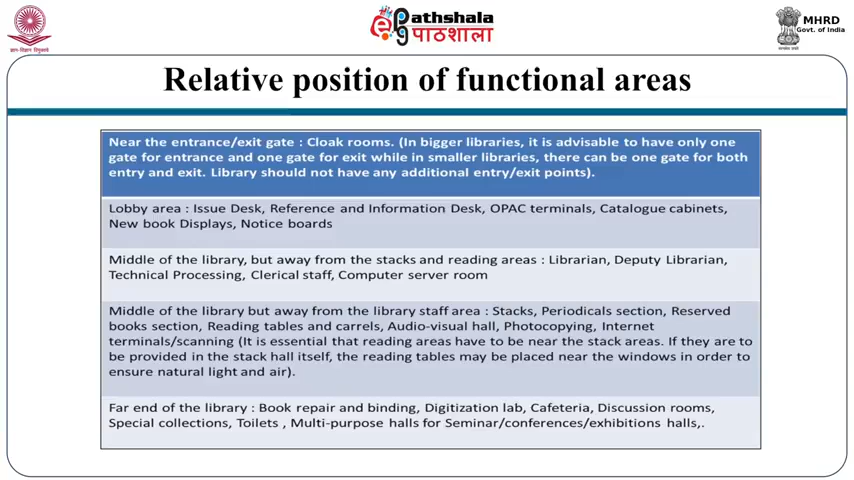 ePathshala
पाठशाला
MHRD
Govt. of India
Relative position of functional areas
Near the entrance/exit gate : Cloak rooms. (In bigger libraries, it is advisable to have only one
gate for entrance and one gate for exit while in smaller libraries, there can be one gate for both
entry and exit. Library should not have any additional entry/exit points).
Lobby area : Issue Desk, Reference and Information Desk, OPAC terminals, Catalogue cabinets,
New book Displays, Notice boards
Middle of the library, but away from the stacks and reading areas : Librarian, Deputy Librarian,
Technical Processing, Clerical staff, Computer server room
Middle of the library but away from the library staff area : Stacks, Periodicals section, Reserved
books section, Reading tables and carrels, Audio-visual hall, Photocopying, Internet
terminals/scanning (It is essential that reading areas have to be near the stack areas. If they are to
be provided in the stack hall itself, the reading tables may be placed near the windows in order to
ensure natural light and air).
Far end of the library : Book repair and binding, Digitization lab, Cafeteria, Discussion rooms,
Special collections, Toilets , Multi-purpose halls for Seminar/conferences/exhibitions halls,.